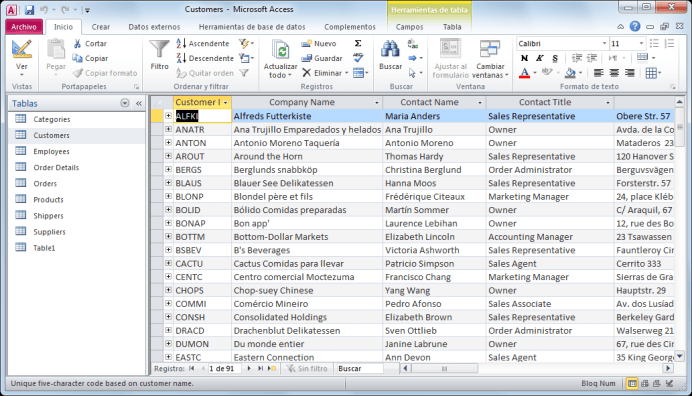 Customers - Microsoft Access
Herramientas de tabla
Archivo Inicio Crear Datos externos Herramientas de base de datos Complementos Campos Tabla
Ver
Pegar
Cortar
Copiar
Copiar formato
Filtro
Ascendente
Descendente
Quitar orden
Actualizar todo
Nuevo
Guardar
Eliminar
Buscar
Ajustar al formulario
Cambiar ventanas
Calibri 11
N K S
Vistas Portapapeles Ordenar y filtrar Registros Buscar Ventana Formato de texto
Tablas
Categories
Customers
Employees
Order Details
Orders
Products
Shippers
Suppliers
Table1
Customer I Company Name Contact Name Contact Title
ALFKI Alfreds Futterkiste Maria Anders Sales Representative Obere Str. 57
ANATR Ana Trujillo Emparedados y helados Ana Trujillo Owner Avda. de la Co
ANTON Antonio Moreno Taquería Antonio Moreno Owner Mataderos 23
AROUT Around the Horn Thomas Hardy Sales Representative 120 Hanover S
BERGS Berglunds snabbköp Christina Berglund Order Administrator Berguvsvägen
BLAUS Blauer See Delikatessen Hanna Moos Sales Representative Forsterstr. 57
BLONP Blondel père et fils Frédérique Citeaux Marketing Manager 24, place Kléb
BOLID Bólido Comidas preparadas Martín Sommer Owner C/ Araquil, 67
BONAP Bon app' Laurence Lebihan Owner 12, rue des Bo
BOTTM Bottom-Dollar Markets Elizabeth Lincoln Accounting Manager 23 Tsawassen
BSBEV B's Beverages Victoria Ashworth Sales Representative Fauntleroy Cir
CACTU Cactus Comidas para llevar Patricio Simpson Sales Agent Cerrito 333
CENTC Centro comercial Moctezuma Francisco Chang Marketing Manager Sierras de Gra
CHOPS Chop-suey Chinese Yang Wang Owner Hauptstr. 29
COMMI Comércio Mineiro Pedro Afonso Sales Associate Av. dos Lusíad
CONSH Consolidated Holdings Elizabeth Brown Sales Representative Berkeley Gard
DRACD Drachenblut Delikatessen Sven Ottlieb Order Administrator Walserweg 21
DUMON Du monde entier Janine Labrune Owner 67, rue des Cin
EASTC Eastern Connection Ann Devon Sales Agent 35 King George
Registro: 1 de 91 Sin filtro Buscar
Unique five-character code based on customer name. Bloq Num